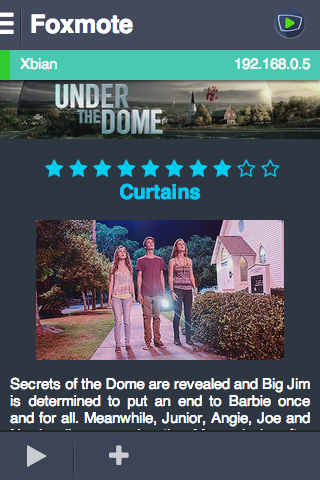 Foxmote
Xbian 192.168.0.5
UNDER
THE DOME
Curtains
Secrets of the Dome are revealed and Big Jim
is determined to put an end to Barbie once
and for all. Meanwhile, Junior, Angie, Joe and